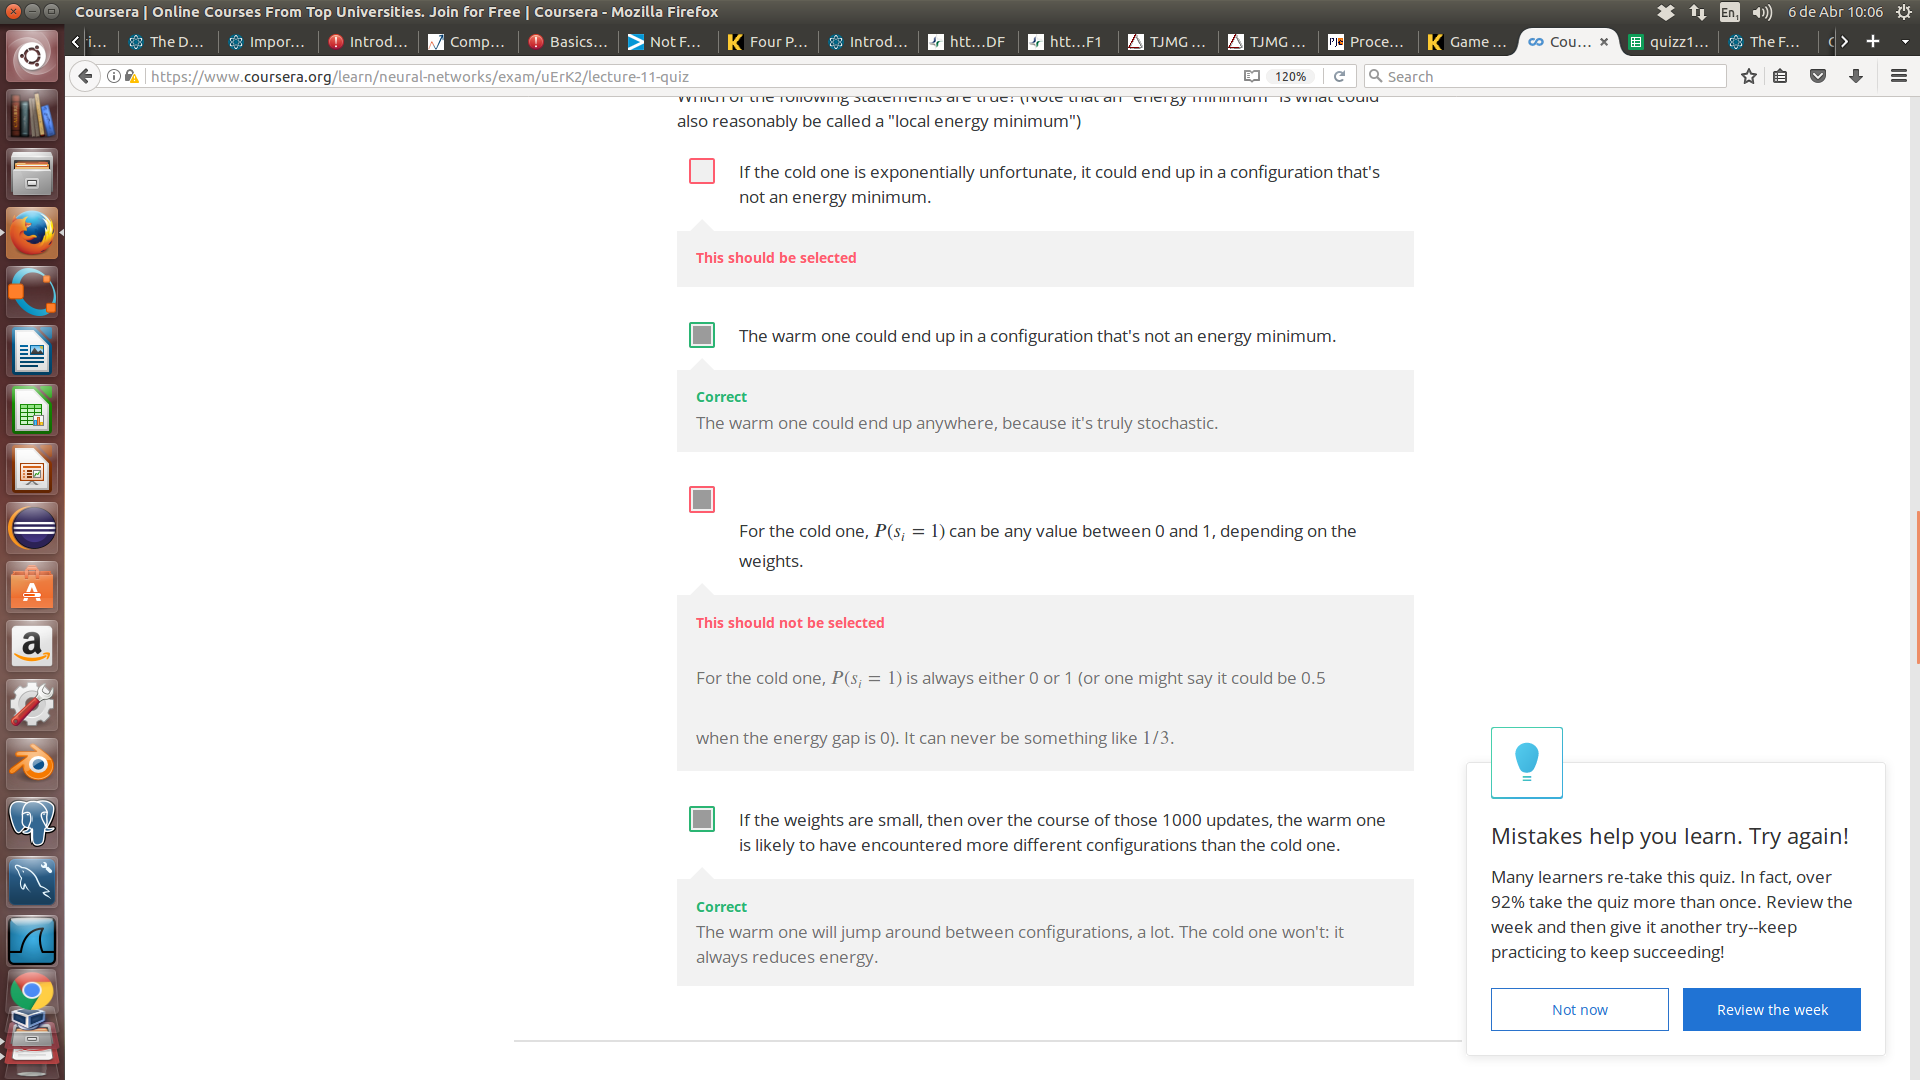 Coursera | Online Courses From Top Universities. Join for Free | Coursera - Mozilla Firefox
En1
6 de Abr 10:06
i...
The D...
Impor...
Introd...
Comp...
Basics...
Not F...
Four P...
Introd...
htt...DF
htt...F1
TJMG ...
TJMG ...
Proce...
Game ...
Cou...
quizz1...
The F...
https://www.coursera.org/learn/neural-networks/exam/uErK2/lecture-11-quiz
120%
Search
Which of the following statements are true? (Note that an "energy minimum" is what could
also reasonably be called a "local energy minimum")
If the cold one is exponentially unfortunate, it could end up in a configuration that's
not an energy minimum.
This should be selected
The warm one could end up in a configuration that's not an energy minimum.
Correct
The warm one could end up anywhere, because it's truly stochastic.
For the cold one, P(si = 1) can be any value between 0 and 1, depending on the
weights.
This should not be selected
For the cold one, P(si = 1) is always either 0 or 1 (or one might say it could be 0.5
when the energy gap is 0). It can never be something like 1/3.
If the weights are small, then over the course of those 1000 updates, the warm one
is likely to have encountered more different configurations than the cold one.
Correct
The warm one will jump around between configurations, a lot. The cold one won't: it
always reduces energy.
Mistakes help you learn. Try again!
Many learners re-take this quiz. In fact, over
92% take the quiz more than once. Review the
week and then give it another try--keep
practicing to keep succeeding!
Not now
Review the week